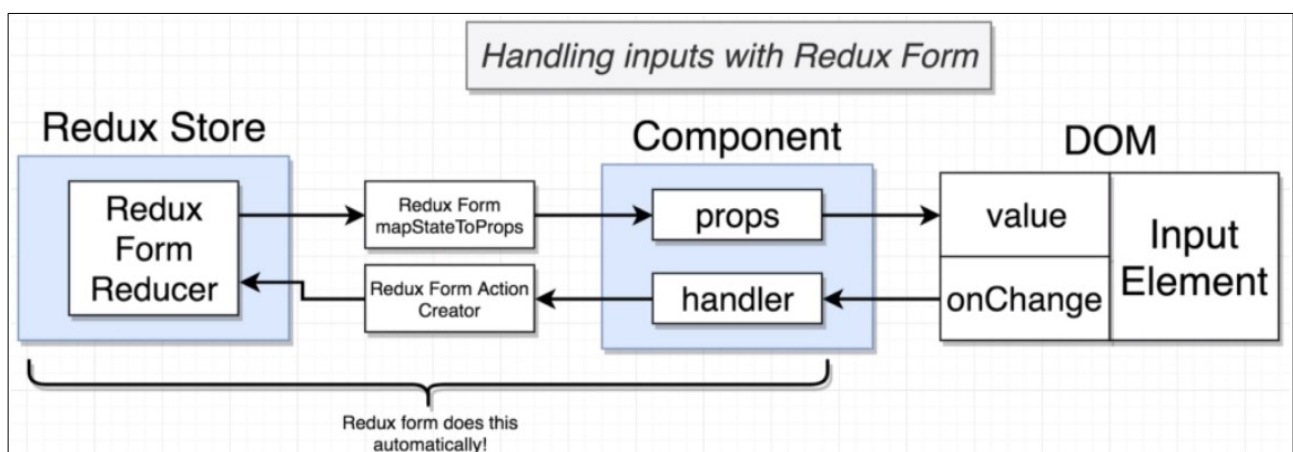 Handling inputs with Redux Form
Redux Store
Component
DOM
Redux
Form
Reducer
Redux Form
mapStateToProps
props
value
Input
Element
Redux Form Action
Creator
handler
onChange
Redux form does this
automatically!